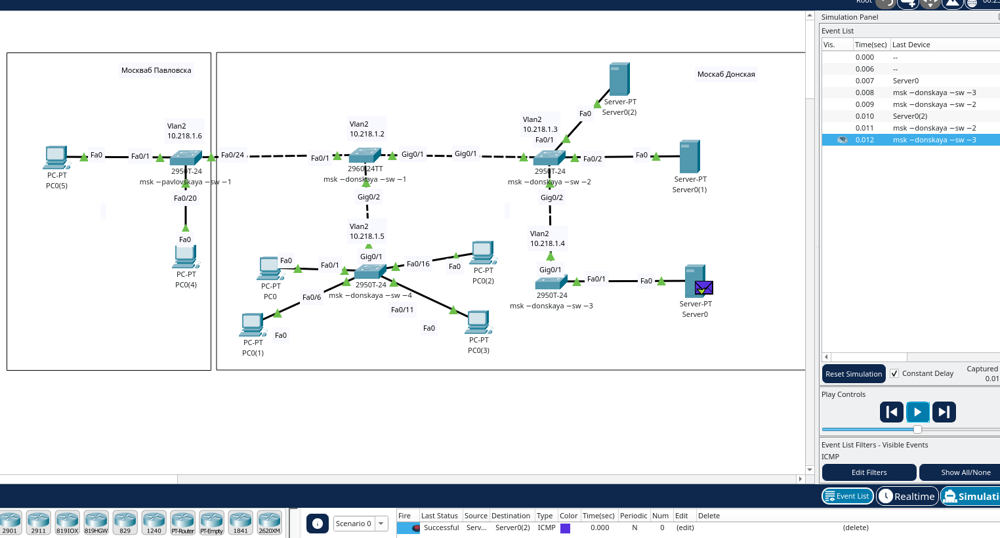 Root
Simulation Panel
Event List
Vis. Time(sec) Last Device
0.000 --
0.006 --
0.007 Server0
0.008 msk −donskaya −sw −3
0.009 msk −donskaya −sw −2
0.010 Server0(2)
0.011 msk −donskaya −sw −2
0.012 msk −donskaya −sw −3
Reset Simulation
Constant Delay
Captured
0.01
Play Controls
Event List Filters - Visible Events
ICMP
Edit Filters
Show All/None
Event List
Realtime
Simulati
Москваб Павловска
Vlan2
10.218.1.6
Fa0
Fa0/1
Fa0/24
PC-PT
PC0(5)
2950T-24
msk −pavlovskaya −sw −1
Fa0/20
Fa0
PC-PT
PC0(4)
Москаб Донская
Vlan2
10.218.1.2
Fa0/1
Gig0/1
Gig0/1
2960-24TT
msk −donskaya −sw −1
Gig0/2
Vlan2
10.218.1.5
Gig0/1
Fa0
Fa0/1
Fa0/16
Fa0
PC-PT
PC0(2)
PC-PT
PC0
2950T-24
msk −donskaya −sw −4
Fa0/6
Fa0/11
Fa0
Fa0
PC-PT
PC0(1)
PC-PT
PC0(3)
Vlan2
10.218.1.3
Fa0/1
Fa0
Server-PT
Server0(2)
Fa0/2
Fa0
2950T-24
msk −donskaya −sw −2
Server-PT
Server0(1)
Gig0/2
Vlan2
10.218.1.4
Gig0/1
Fa0/1
Fa0
2950T-24
msk −donskaya −sw −3
Server-PT
Server0
2901
2911
819IOX
819HGW
829
1240
PT-Router
PT-Empty
1841
2620XM
Scenario 0
Fire Last Status Source Destination Type Color Time(sec) Periodic Num Edit Delete
Successful Serv... Server0(2) ICMP 0.000 N 0 (edit) (delete)